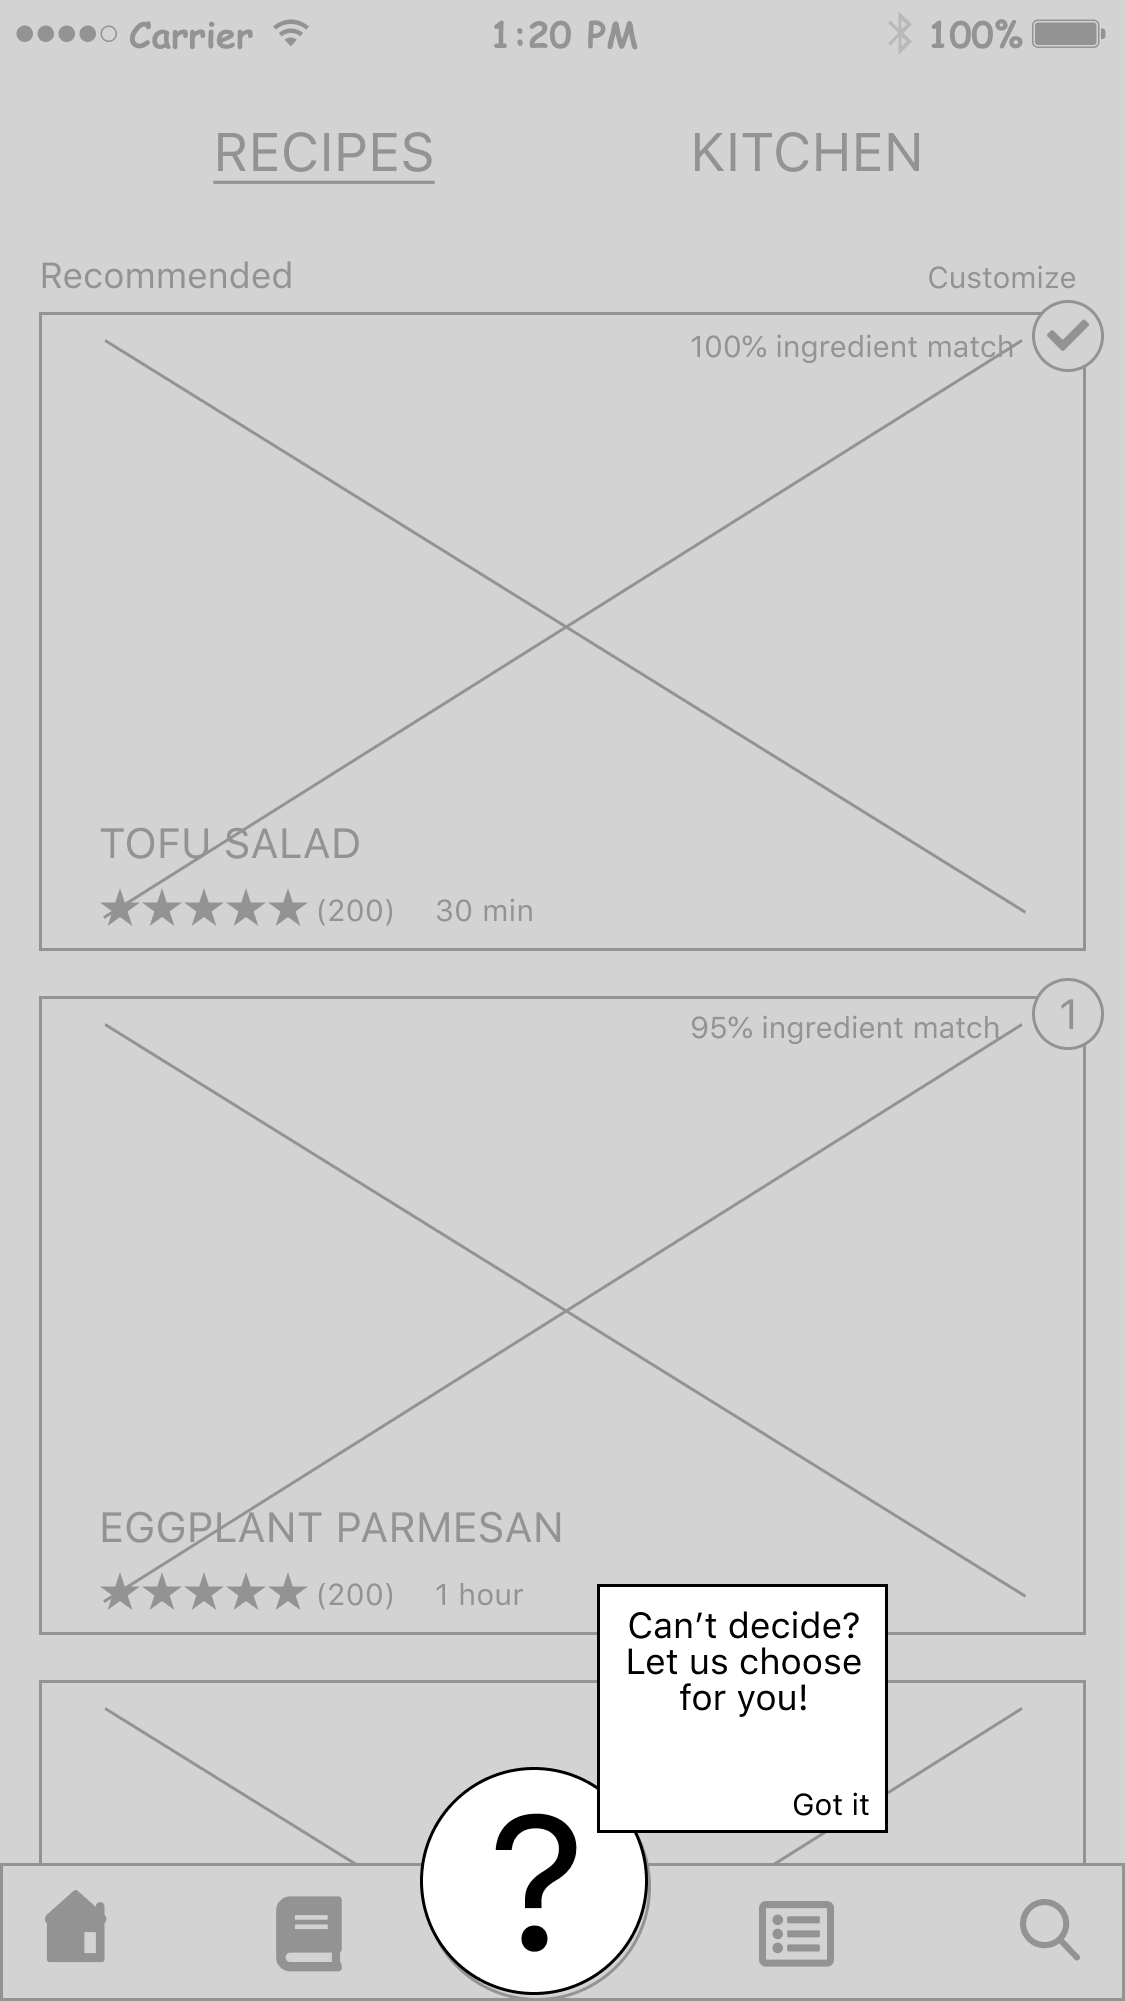 Carrier 1:20 PM 100%
RECIPES KITCHEN
Recommended Customize
100% ingredient match
TOFU SALAD
(200) 30 min
95% ingredient match 1
EGGPLANT PARMESAN
(200) 1 hour
Can’t decide?
Let us choose
for you!
Got it
?